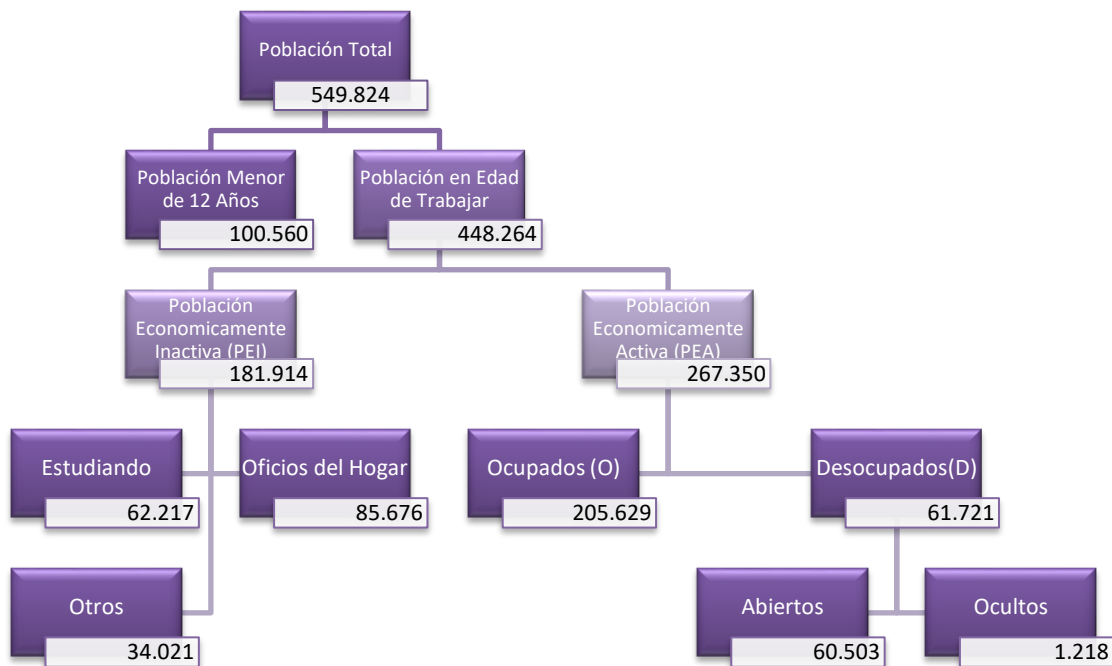 Población Total
549.824
Población Menor
de 12 Años
100.560
Población en Edad
de Trabajar
448.264
Población
Economicamente
Inactiva (PEI)
181.914
Población
Economicamente
Activa (PEA)
267.350
Estudiando
62.217
Oficios del Hogar
85.676
Ocupados (O)
205.629
Desocupados(D)
61.721
Otros
34.021
Abiertos
60.503
Ocultos
1.218